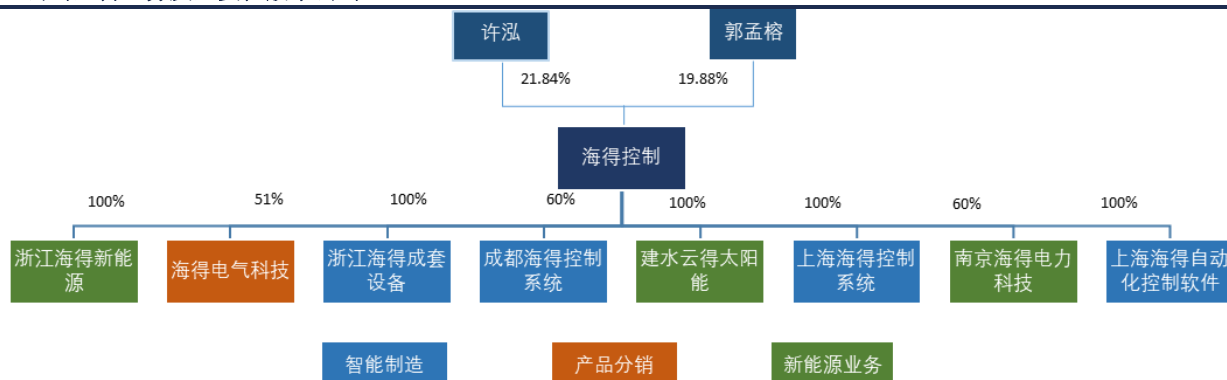 许泓
郭孟榕
21.84%
19.88%
海得控制
100%
51%
100%
60%
100%
100%
60%
100%
浙江海得新能
源
海得电气科技
浙江海得成套
设备
成都海得控制
系统
建水云得太阳
能
上海海得控制
系统
南京海得电力
科技
上海海得自动
化控制软件
智能制造
产品分销
新能源业务